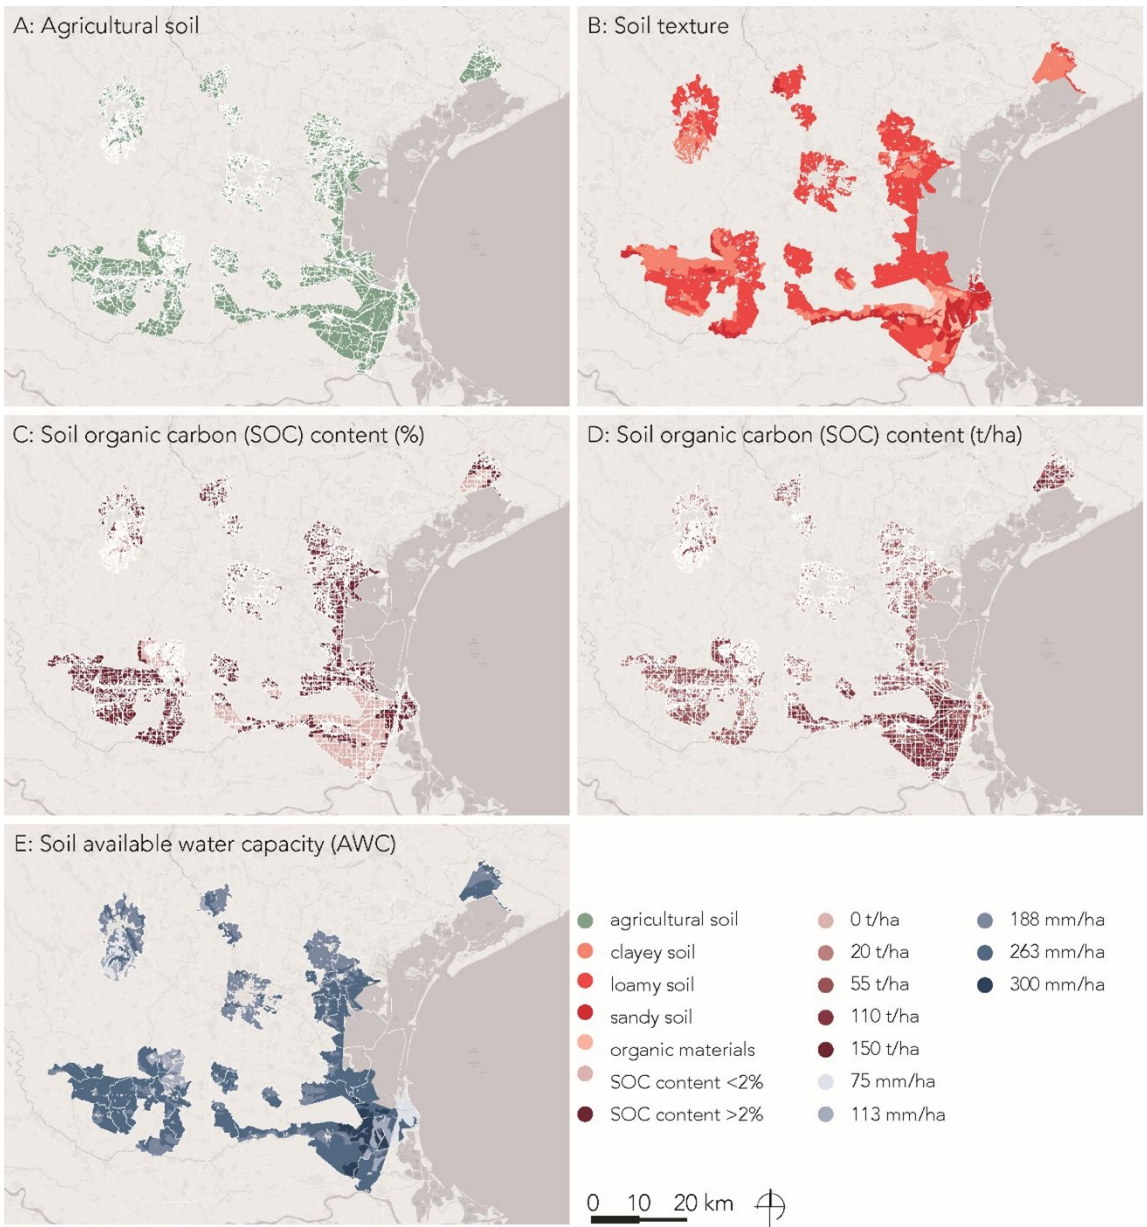 A: Agricultural soil
B: Soil texture
C: Soil organic carbon (SOC) content (%)
D: Soil organic carbon (SOC) content (t/ha)
E: Soil available water capacity (AWC)
agricultural soil
clayey soil
loamy soil
sandy soil
organic materials
SOC content <2%
SOC content >2%
0 t/ha
20 t/ha
55 t/ha
110 t/ha
150 t/ha
75 mm/ha
113 mm/ha
188 mm/ha
263 mm/ha
300 mm/ha
0 10 20 km